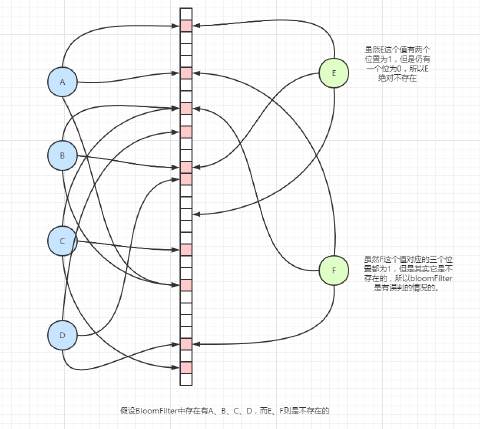 A
B
C
D
E
F
虽然E这个值有两个
位置为1，但是仍有
一个位为0，所以E
绝对不存在
虽然F这个值对应的三个位
置都为1，但是其实它是不
存在的，所以bloomFilter
是有误判的情况的。
假设BloomFilter中存在有A、B、C、D，而E、F则是不存在的